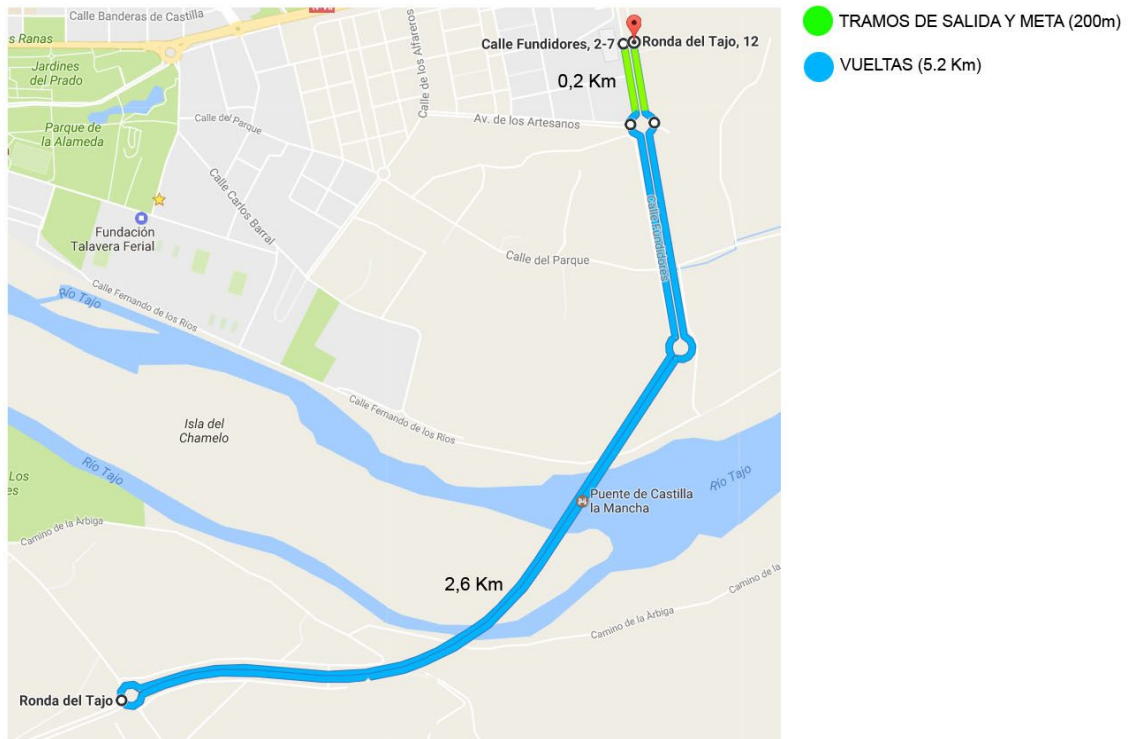 Calle Banderas de Castilla
TRAMOS DE SALIDA Y META (200m)
s Ranas
Calle Fundidores, 2-7
Ronda del Tajo, 12
VUELTAS (5.2 Km)
Jardines
del Prado
Calle de los Alfareros
0,2 Km
Parque de
la Alameda
Calle del Parque
Av. de los Artesanos
Calle Carlos Barral
Calle Fundidores
Fundación
Talavera Ferial
Calle del Parque
Río Tajo
Calle Fernando de los Ríos
Isla del
Chamelo
Calle Fernando de los Ríos
Río Tajo
Río Tajo
Los
es
Puente de Castilla
la Mancha
Camino de la Árbiga
2,6 Km
Camino de la
Camino de la Árbiga
Ronda del Tajo